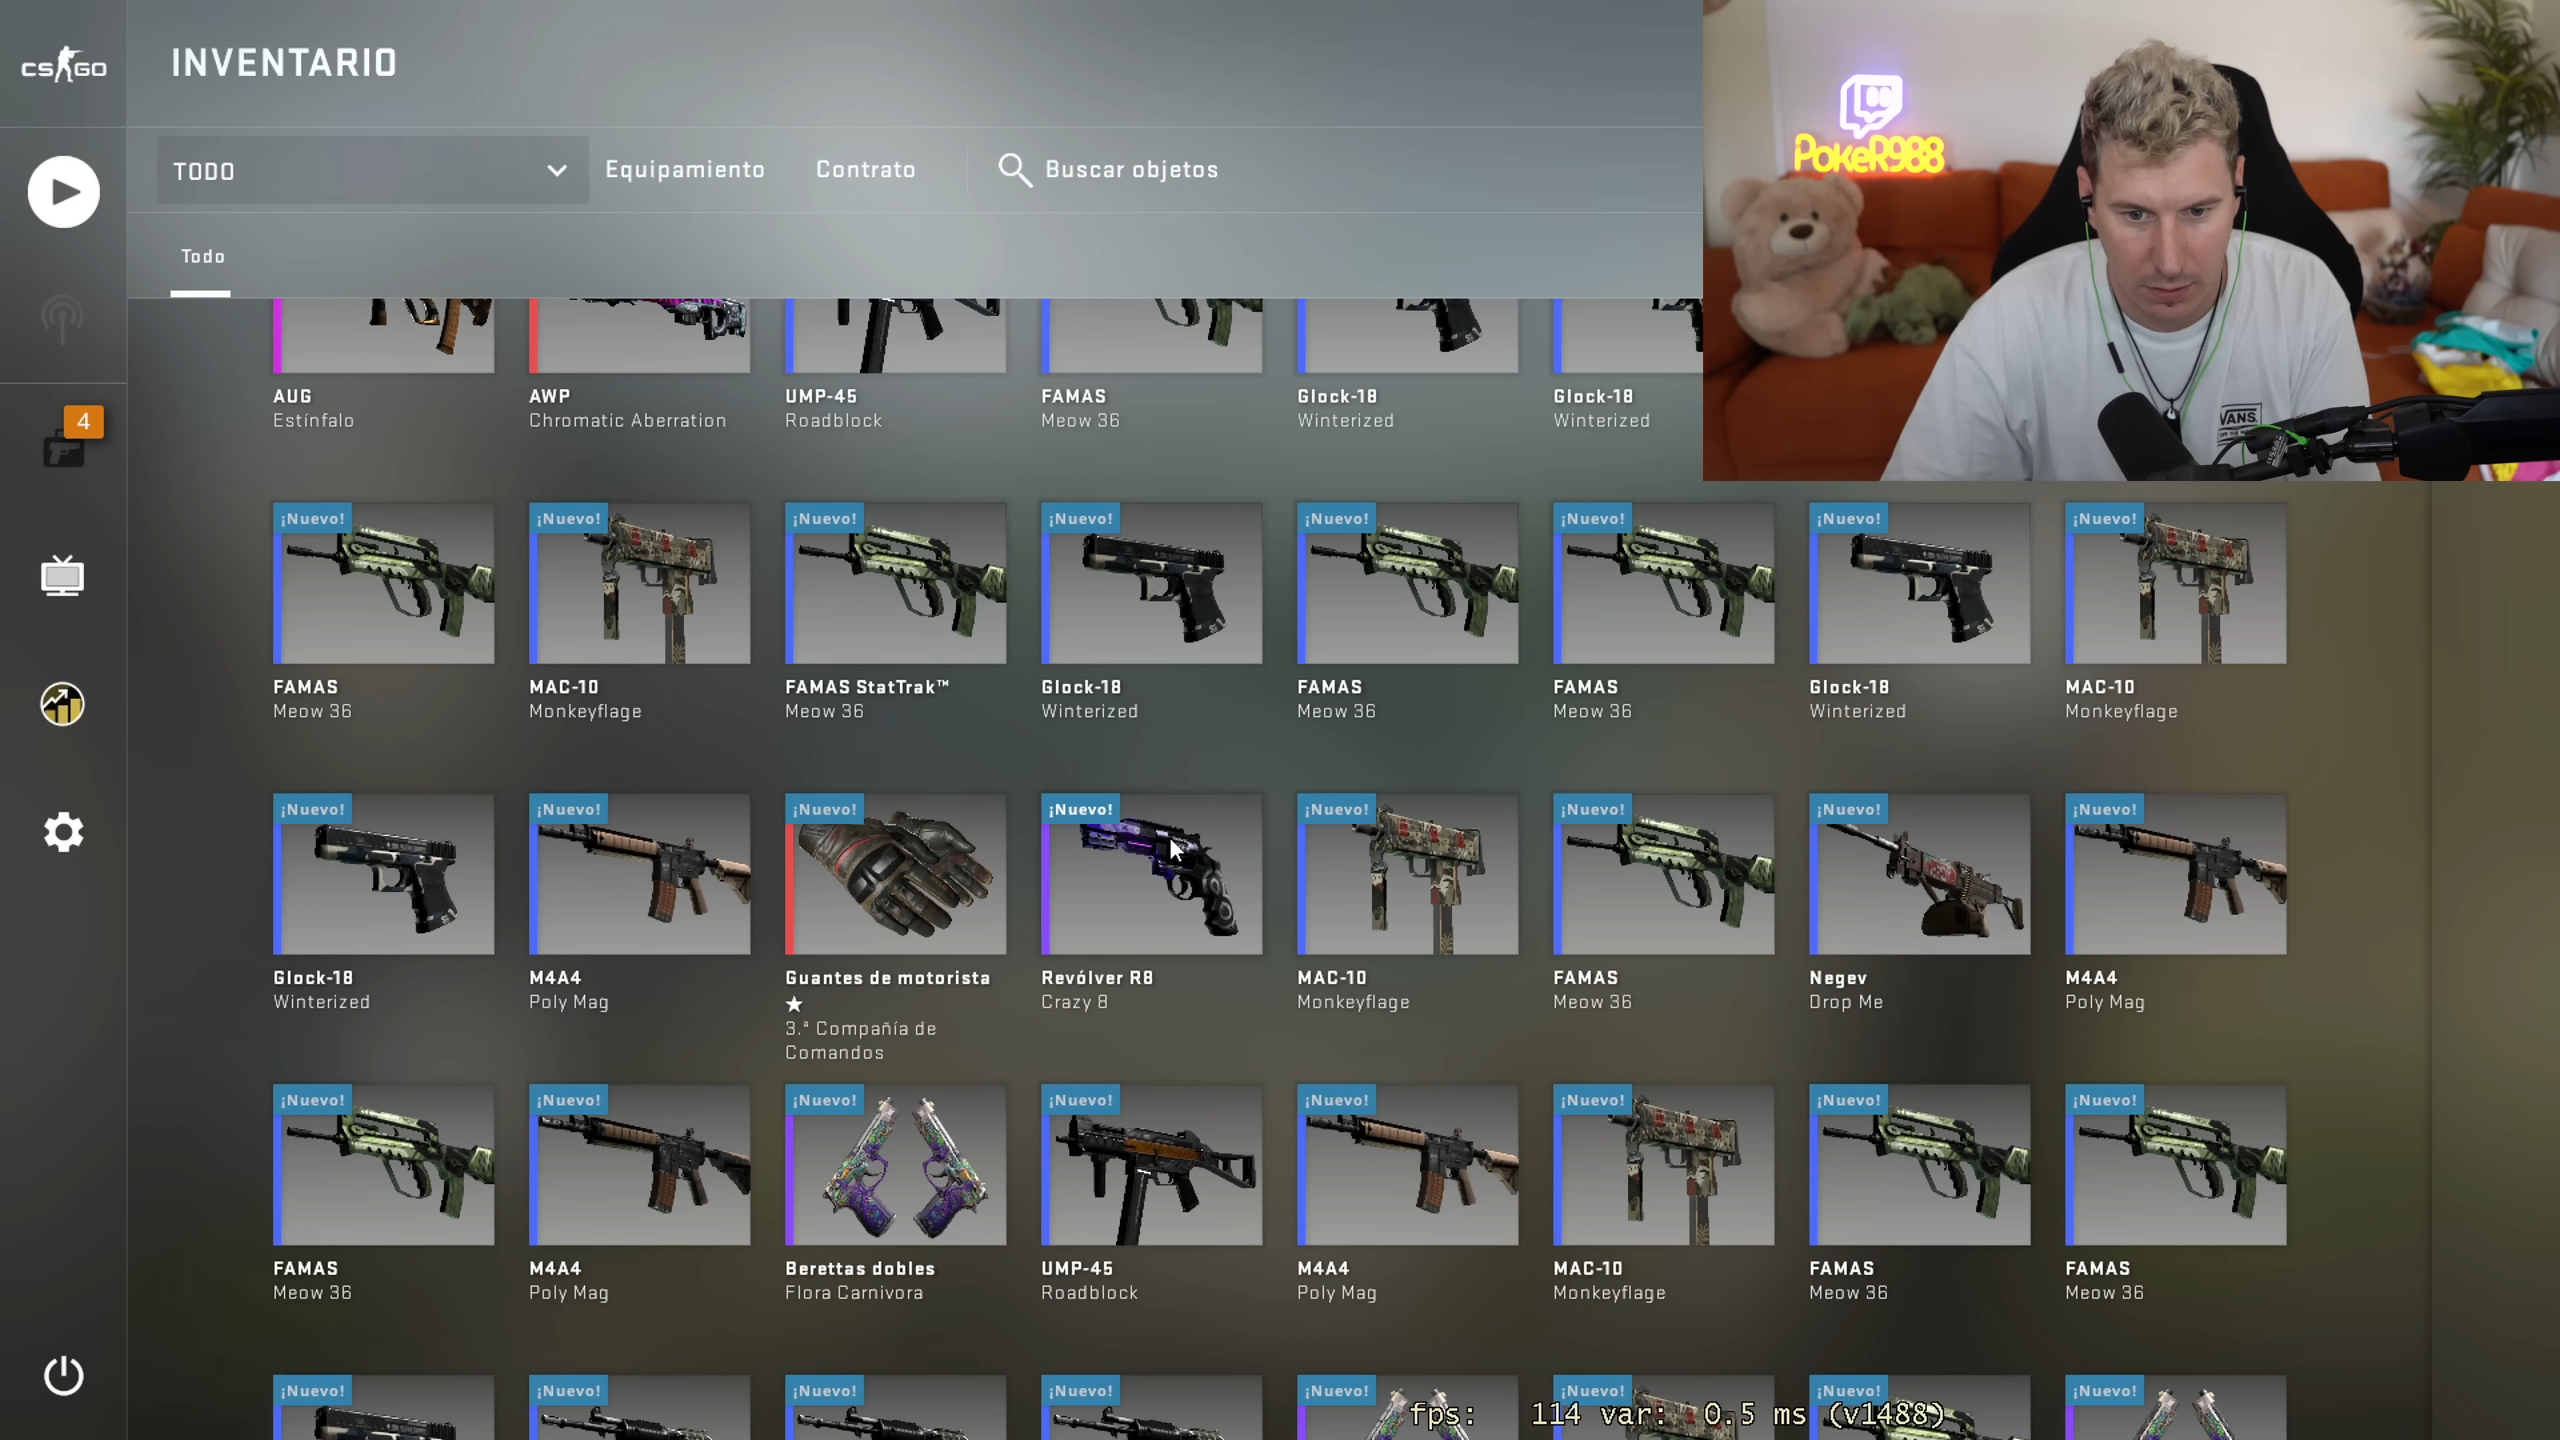 CS GO
INVENTARIO
PokeR988
TODO
Equipamiento
Contrato
Buscar objetos
Todo
VANS
4
AUG
Estínfalo
AWP
Chromatic Aberration
UMP-45
Roadblock
FAMAS
Meow 36
Glock-18
Winterized
Glock-18
Winterized
¡Nuevo!
FAMAS
Meow 36
¡Nuevo!
MAC-10
Monkeyflage
¡Nuevo!
FAMAS StatTrak™
Meow 36
¡Nuevo!
Glock-18
Winterized
¡Nuevo!
FAMAS
Meow 36
¡Nuevo!
FAMAS
Meow 36
¡Nuevo!
Glock-18
Winterized
¡Nuevo!
MAC-10
Monkeyflage
¡Nuevo!
Glock-18
Winterized
¡Nuevo!
M4A4
Poly Mag
¡Nuevo!
Guantes de motorista
★
3.ª Compañía de
Comandos
¡Nuevo!
Revólver R8
Crazy 8
¡Nuevo!
MAC-10
Monkeyflage
¡Nuevo!
FAMAS
Meow 36
¡Nuevo!
Negev
Drop Me
¡Nuevo!
M4A4
Poly Mag
¡Nuevo!
FAMAS
Meow 36
¡Nuevo!
M4A4
Poly Mag
¡Nuevo!
Berettas dobles
Flora Carnivora
¡Nuevo!
UMP-45
Roadblock
¡Nuevo!
M4A4
Poly Mag
¡Nuevo!
MAC-10
Monkeyflage
¡Nuevo!
FAMAS
Meow 36
¡Nuevo!
FAMAS
Meow 36
¡Nuevo!
¡Nuevo!
¡Nuevo!
¡Nuevo!
¡Nuevo!
¡Nuevo!
¡Nuevo!
¡Nuevo!
fps: 114 var: 0.5 ms (v1488)